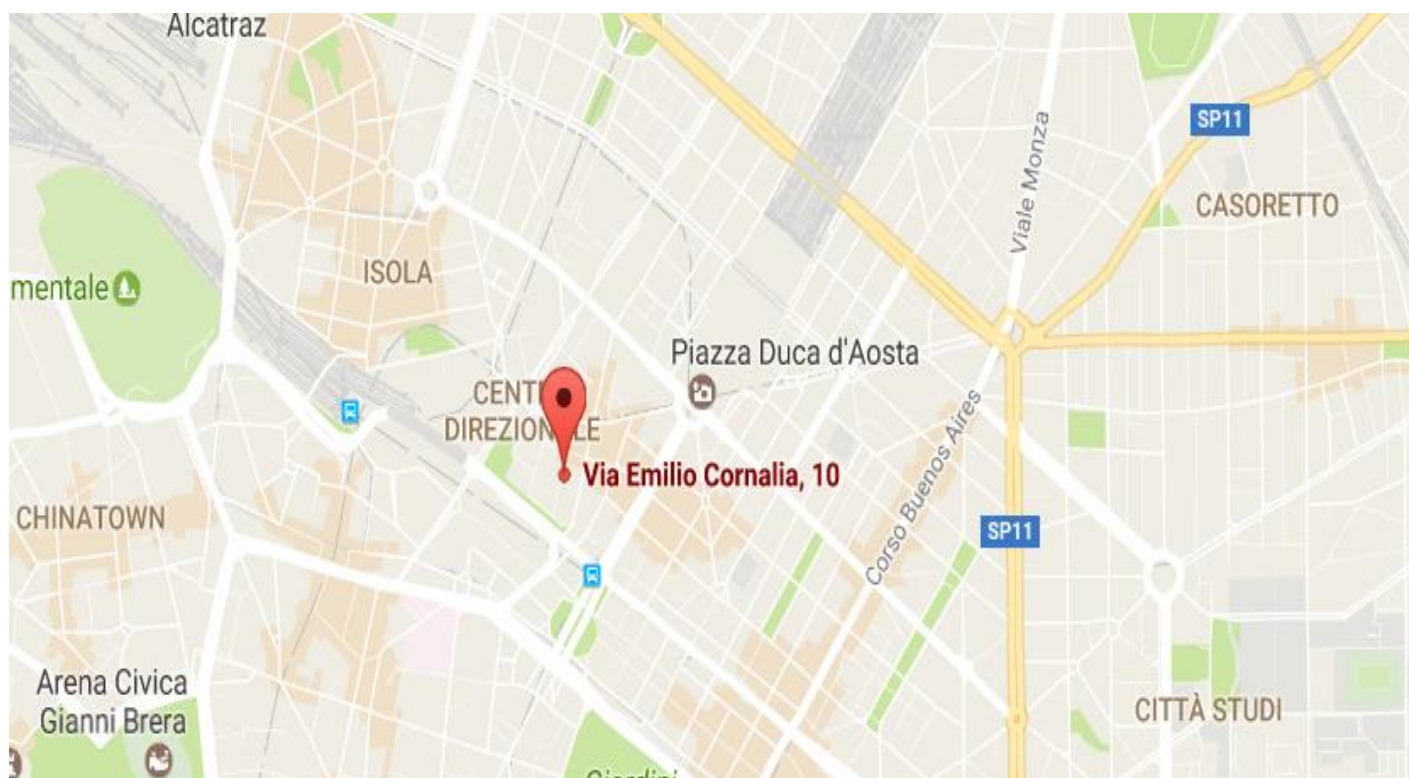 Alcatraz
SP11
Viale Monza
CASORETTO
ISOLA
mentale
Piazza Duca d'Aosta
DIREZIONALE
Via Emilio Cornalia, 10
Corso Buenos Aires
CHINATOWN
SP11
Arena Civica
Gianni Brera
CITTÀ STUDI